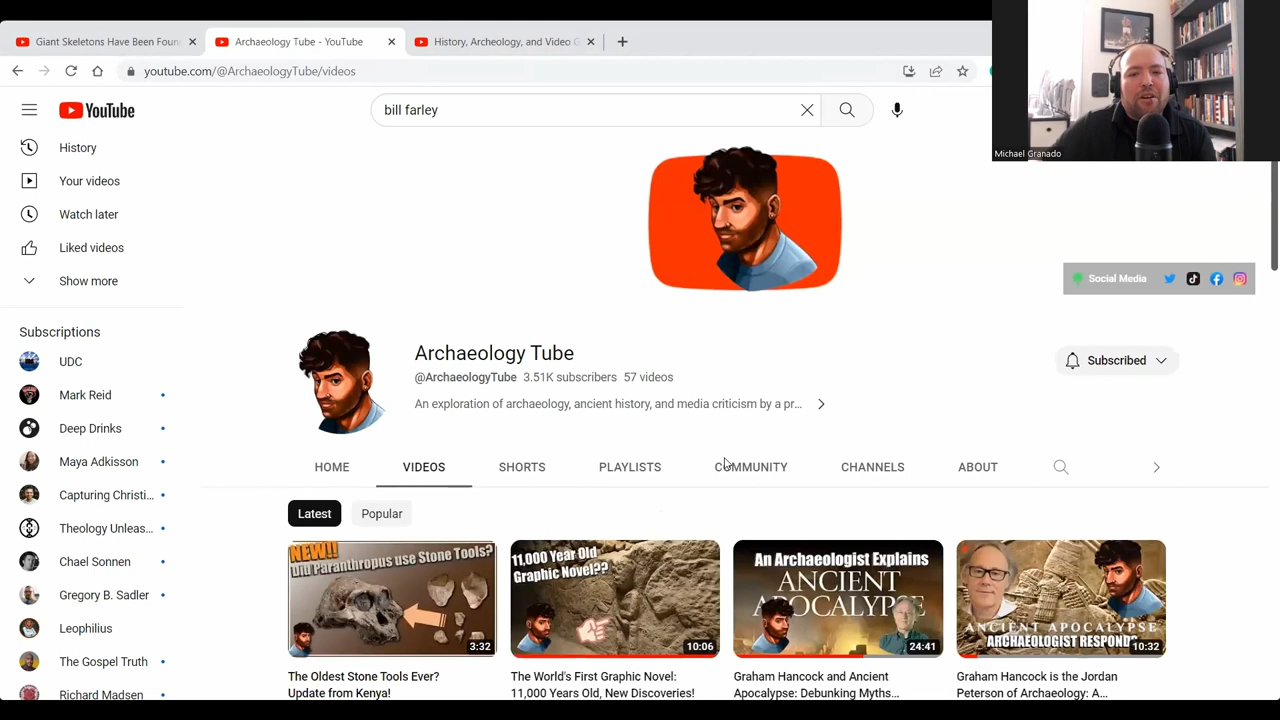 Giant Skeletons Have Been Foun
Archaeology Tube - YouTube
History, Archeology, and Video G
youtube.com/@ArchaeologyTube/videos
Michael Granado
YouTube
bill farley
History
Your videos
Watch later
Liked videos
Show more
Subscriptions
UDC
Mark Reid
Deep Drinks
Maya Adkisson
Capturing Christi...
Theology Unleas...
Chael Sonnen
Gregory B. Sadler
Leophilius
The Gospel Truth
Richard Madsen
Social Media
Archaeology Tube
@ArchaeologyTube 3.51K subscribers 57 videos
An exploration of archaeology, ancient history, and media criticism by a pr...
Subscribed
HOME VIDEOS SHORTS PLAYLISTS COMMUNITY CHANNELS ABOUT
Latest Popular
NEW!!
Did Paranthropus use Stone Tools?
3:32
The Oldest Stone Tools Ever?
Update from Kenya!
11,000 Year Old
Graphic Novel??
10:06
The World's First Graphic Novel:
11,000 Years Old, New Discoveries!
An Archaeologist Explains
ANCIENT
APOCALYPSE
24:41
Graham Hancock and Ancient
Apocalypse: Debunking Myths...
ANCIENT APOCALYPSE
ARCHAEOLOGIST RESPONDS
10:32
Graham Hancock is the Jordan
Peterson of Archaeology: A...